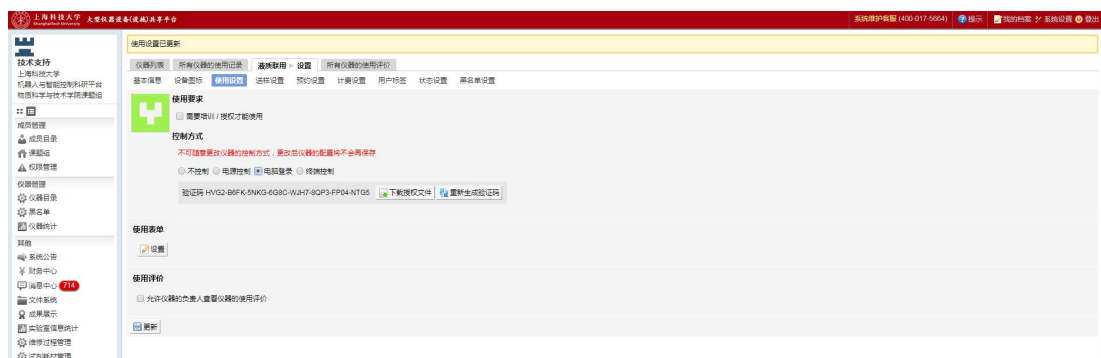 上海科技大学 大型仪器设备(设施)共享平台
ShanghaiTech University
系统维护客服 (400-017-5664) 提示 我的档案 系统设置 登出
技术支持
上海科技大学
机器人与智能控制科研平台
物质科学与技术学院课题组
成员管理
成员目录
课题组
权限管理
仪器管理
仪器目录
黑名单
仪器统计
其他
系统公告
财务中心
消息中心 714
文件系统
成果展示
实验室信息统计
维修过程管理
试剂耗材管理
使用设置已更新
仪器列表 所有仪器的使用记录 液质联用 » 设置 所有仪器的使用评价
基本信息 设备图标 使用设置 送样设置 预约设置 计费设置 用户标签 状态设置 黑名单设置
使用要求
需要培训 / 授权才能使用
控制方式
不可随意更改仪器的控制方式，更改后仪器的配置将不会再保存
不控制 电源控制 电脑登录 终端控制
验证码 HVG2-B6FK-5NKG-6G8C-WJH7-8QP3-FP04-NTG5 下载授权文件 重新生成验证码
使用表单
设置
使用评价
允许仪器的负责人查看仪器的使用评价
更新